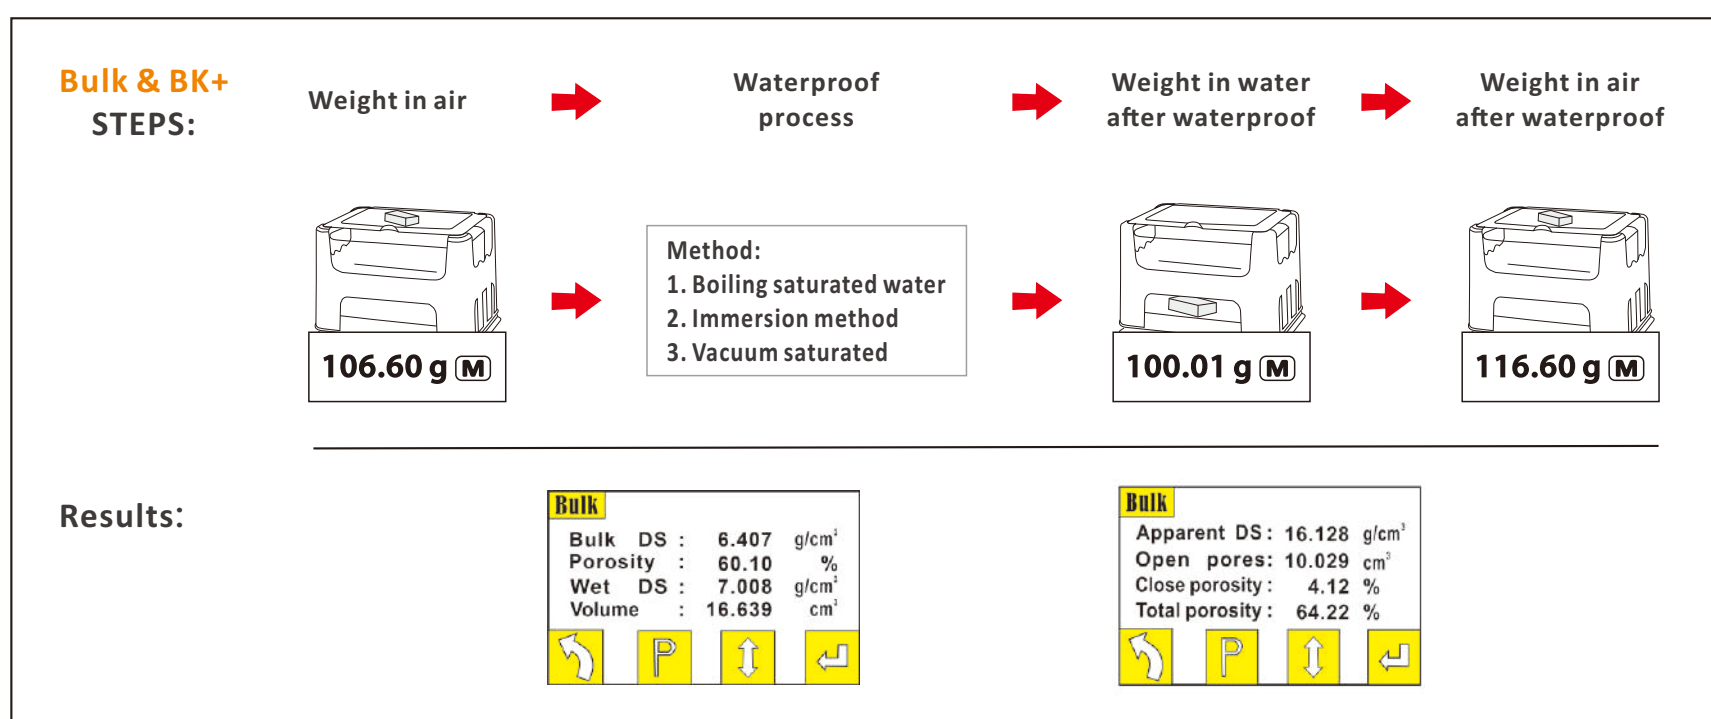 Bulk & BK+
STEPS:
Weight in air
Waterproof
process
Weight in water
after waterproof
Weight in air
after waterproof
106.60 g M
Method:
1. Boiling saturated water
2. Immersion method
3. Vacuum saturated
100.01 g M
116.60 g M
Results:
Bulk
Bulk DS : 6.407 g/cm³
Porosity : 60.10 %
Wet DS : 7.008 g/cm³
Volume : 16.639 cm³
P
Bulk
Apparent DS: 16.128 g/cm³
Open pores: 10.029 cm³
Close porosity : 4.12 %
Total porosity : 64.22 %
P